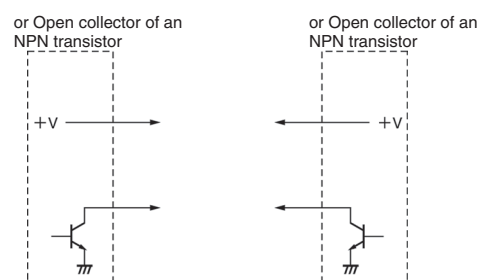 or Open collector of an
NPN transistor
+V
or Open collector of an
NPN transistor
+V